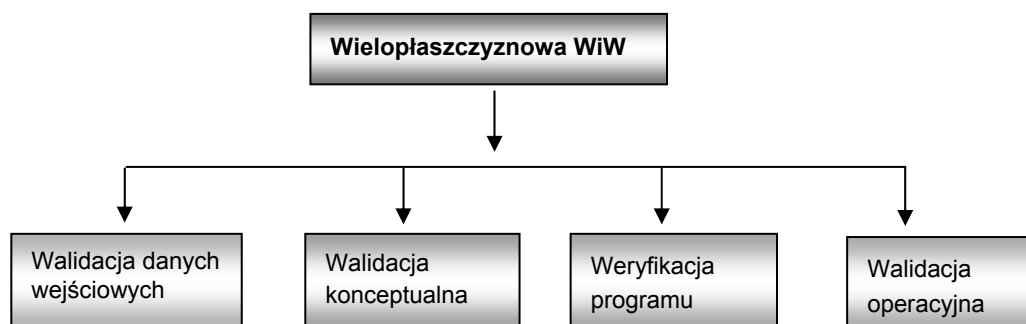 Wielopłaszczyznowa WiW
Walidacja danych
wejściowych
Walidacja
konceptualna
Weryfikacja
programu
Walidacja
operacyjna